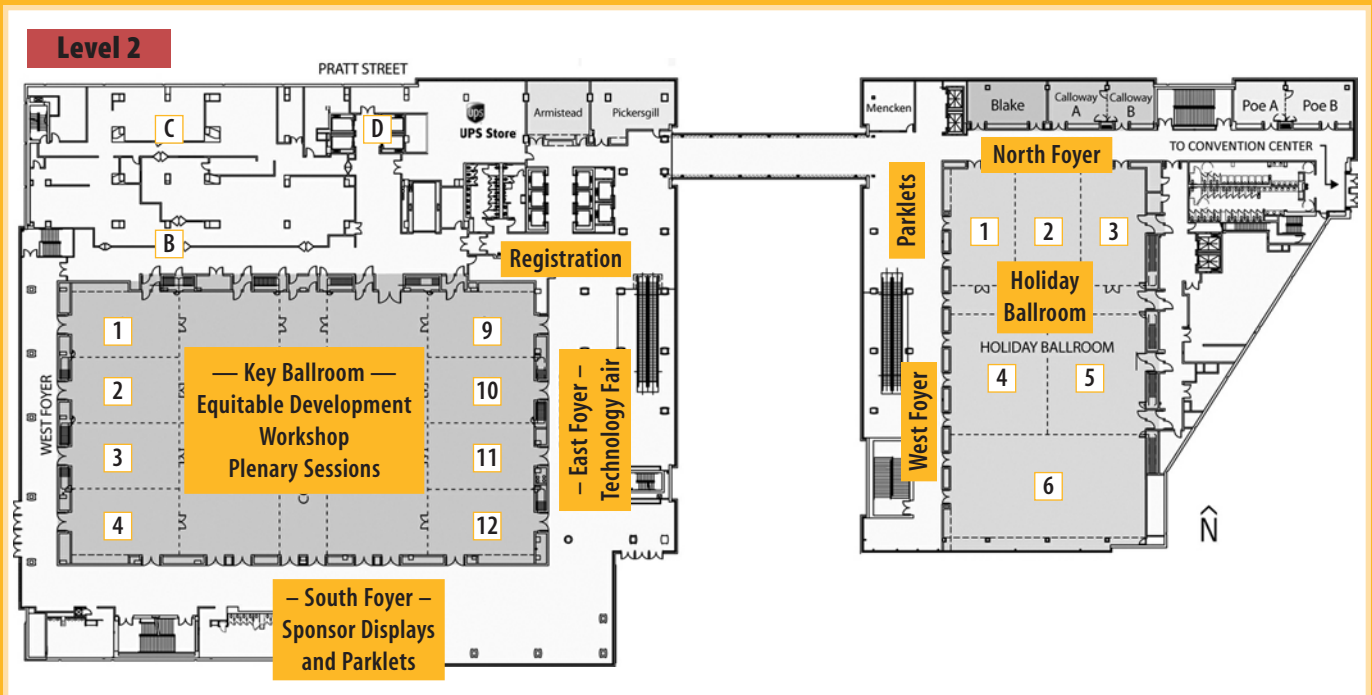 Level 2
PRATT STREET
C
D
B
ups
UPS Store
Armistead
Pickersgill
Registration
1
2
3
4
9
10
11
12
WEST FOYER
— Key Ballroom —
Equitable Development
Workshop
Plenary Sessions
– East Foyer –
Technology Fair
– South Foyer –
Sponsor Displays
and Parklets
Mencken
Blake
Calloway
A
Calloway
B
Poe A
Poe B
North Foyer
TO CONVENTION CENTER
Parklets
1
2
3
Holiday
Ballroom
HOLIDAY BALLROOM
4
5
6
West Foyer
N